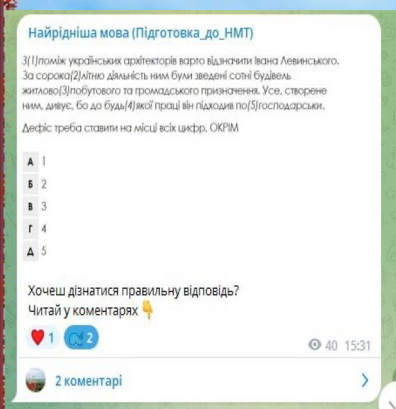 Найрідніша мова (Підготовка_до_НМТ)
З(1)поміж українських архітекторів варто відзначити Івана Левинського.
За сорока(2)літню діяльність ним були зведені сотні будівель
житлово(3)побутового та громадського призначення. Усе, створене
ним, дивує, бо до будь(4)якої праці він підходив по(5)господарськи.
Дефіс треба ставити на місці всіх цифр, ОКРІМ
А 1
Б 2
В 3
Г 4
Д 5
Хочеш дізнатися правильну відповідь?
Читай у коментарях 👇
1 2
40 15:31
2 коментарі